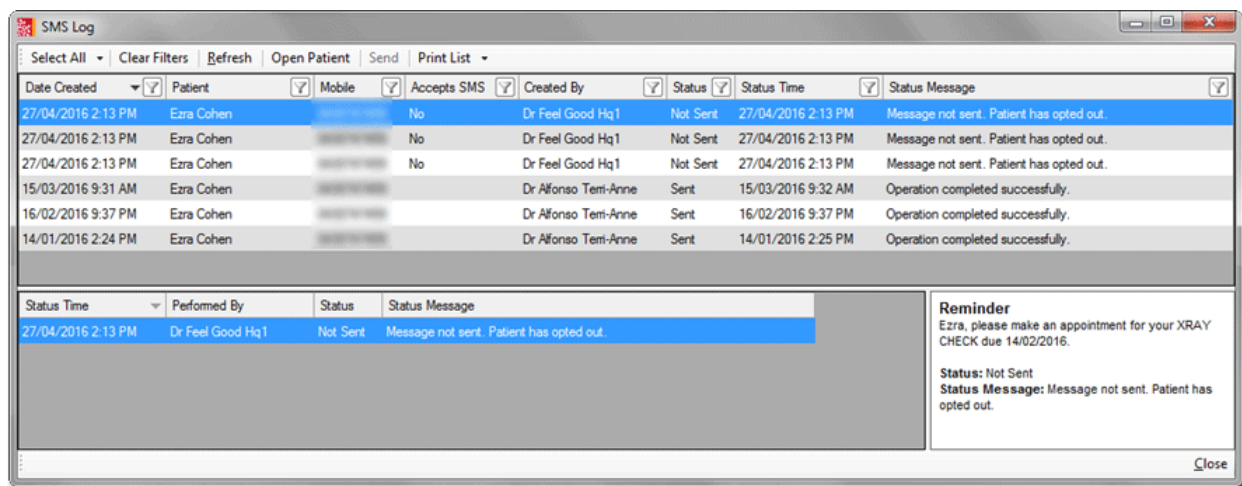 SMS Log
Select All Clear Filters Refresh Open Patient Send Print List
Date Created Patient Mobile Accepts SMS Created By Status Status Time Status Message
27/04/2016 2:13 PM Ezra Cohen No Dr Feel Good Hq1 Not Sent 27/04/2016 2:13 PM Message not sent. Patient has opted out.
27/04/2016 2:13 PM Ezra Cohen No Dr Feel Good Hq1 Not Sent 27/04/2016 2:13 PM Message not sent. Patient has opted out.
27/04/2016 2:13 PM Ezra Cohen No Dr Feel Good Hq1 Not Sent 27/04/2016 2:13 PM Message not sent. Patient has opted out.
15/03/2016 9:31 AM Ezra Cohen Dr Alfonso Terri-Anne Sent 15/03/2016 9:32 AM Operation completed successfully.
16/02/2016 9:37 PM Ezra Cohen Dr Alfonso Terri-Anne Sent 16/02/2016 9:37 PM Operation completed successfully.
14/01/2016 2:24 PM Ezra Cohen Dr Alfonso Terri-Anne Sent 14/01/2016 2:25 PM Operation completed successfully.
Status Time Performed By Status Status Message
27/04/2016 2:13 PM Dr Feel Good Hq1 Not Sent Message not sent. Patient has opted out.
Reminder
Ezra, please make an appointment for your XRAY
CHECK due 14/02/2016.
Status: Not Sent
Status Message: Message not sent. Patient has
opted out.
Close